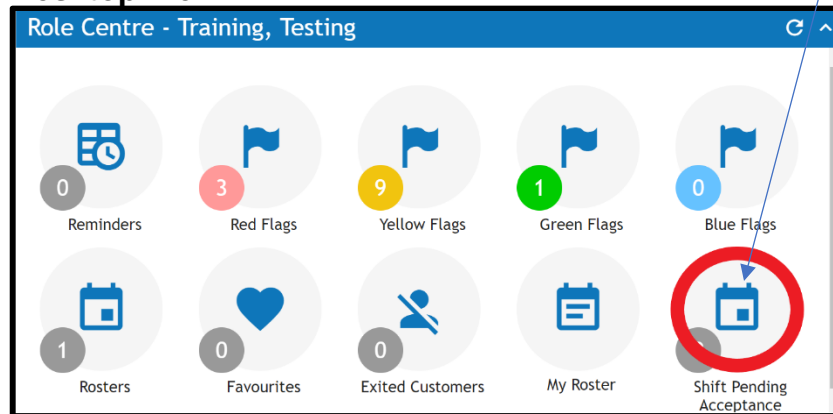 Role Centre - Training, Testing
0
3
9
1
0
Reminders
Red Flags
Yellow Flags
Green Flags
Blue Flags
1
0
0
Rosters
Favourites
Exited Customers
My Roster
Shift Pending
Acceptance